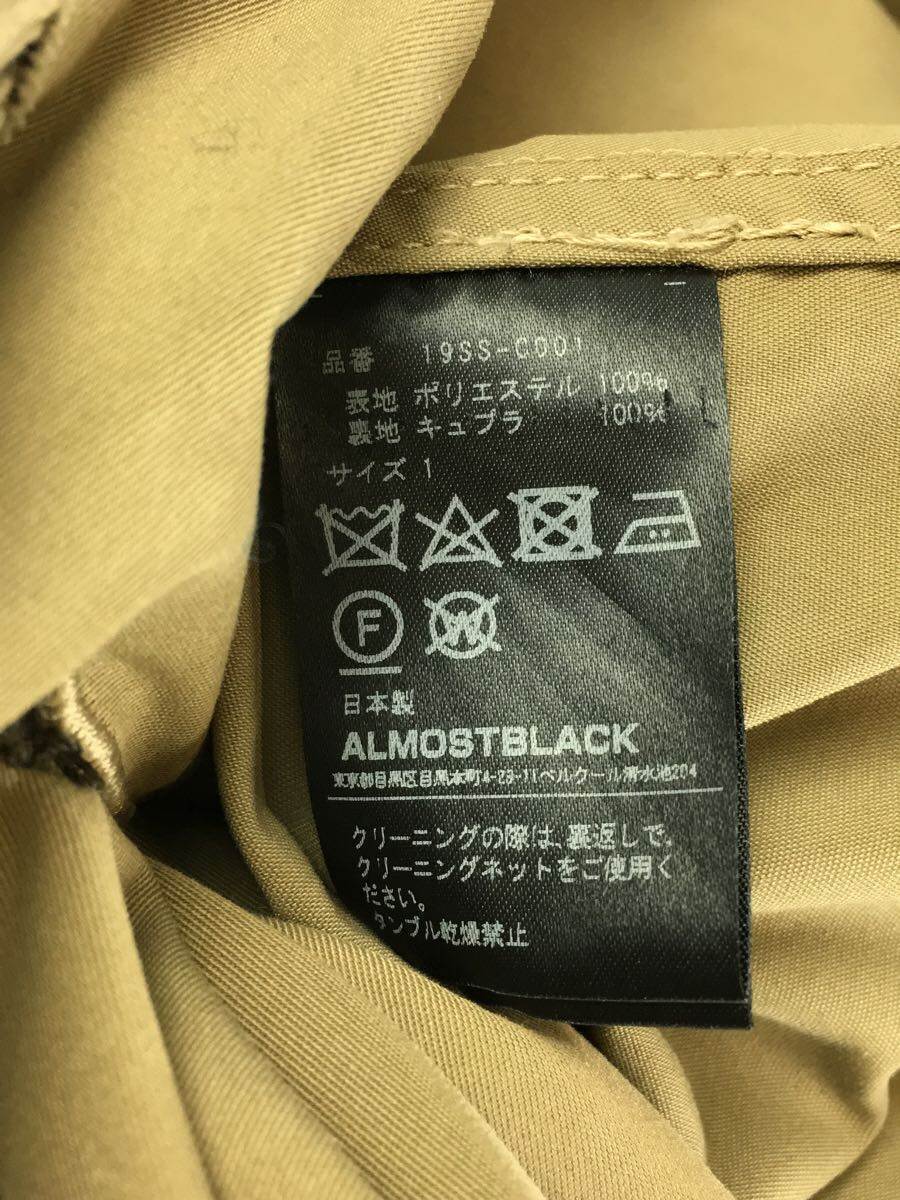 品番 19SS-C001
表地 ポリエステル 100%
裏地 キュプラ 100%
サイズ 1
F W
日本製
ALMOSTBLACK
東京都目黒区目黒本町4-23-11ベルクール清水池204
クリーニングの際は、裏返しで、
クリーニングネットをご使用く
ださい。
タンブル乾燥禁止